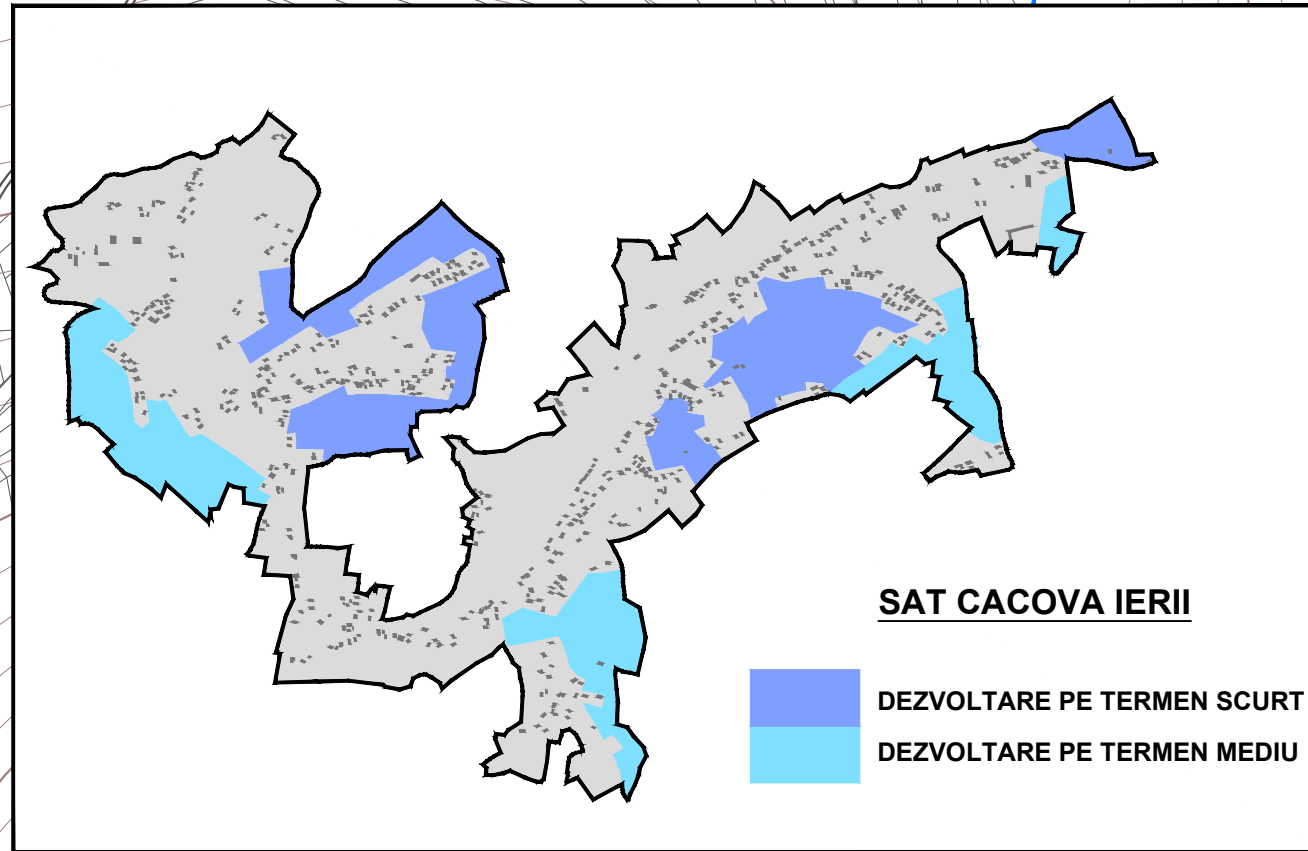 SAT CACOVA IERII
DEZVOLTARE PE TERMEN SCURT
DEZVOLTARE PE TERMEN MEDIU